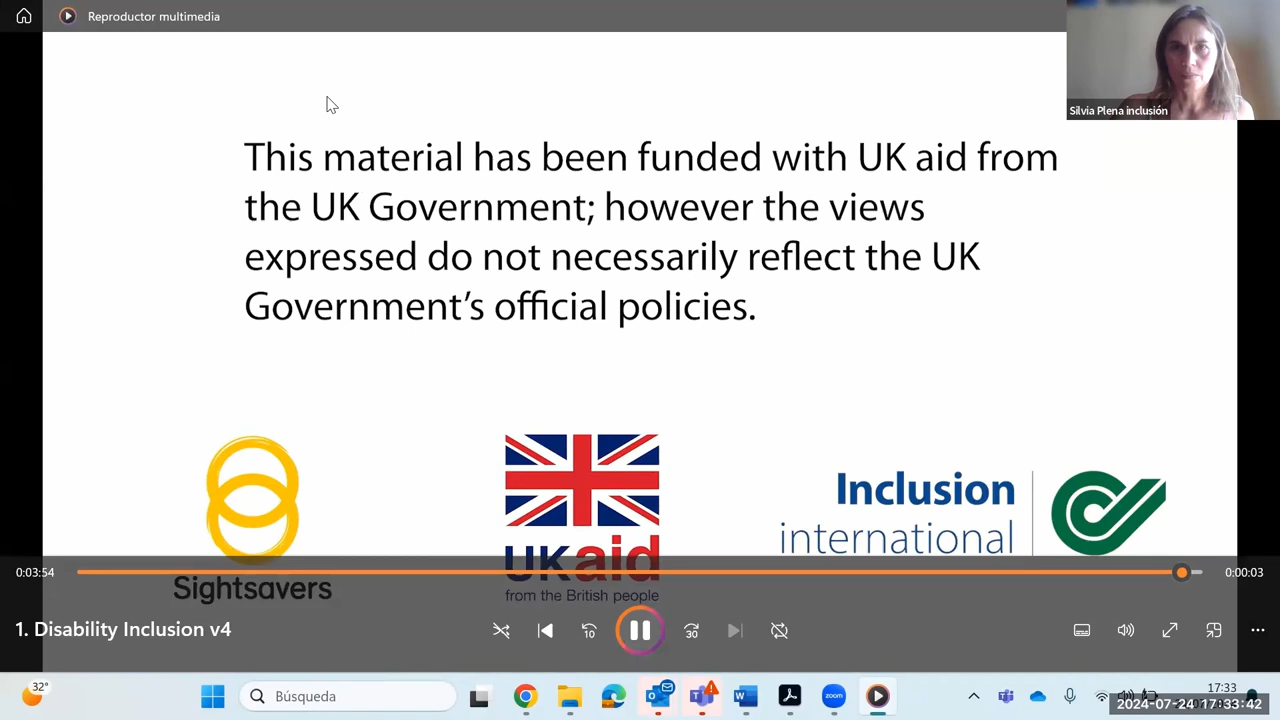 Reproductor multimedia
Silvia Plena inclusión
This material has been funded with UK aid from
the UK Government; however the views
expressed do not necessarily reflect the UK
Government's official policies.
Sightsavers
UKaid
from the British people
Inclusion
international
0:03:54
0:00:03
1. Disability Inclusion v4
10
30
32°
Búsqueda
zoom
17:33
2024-07-24 17:33:42